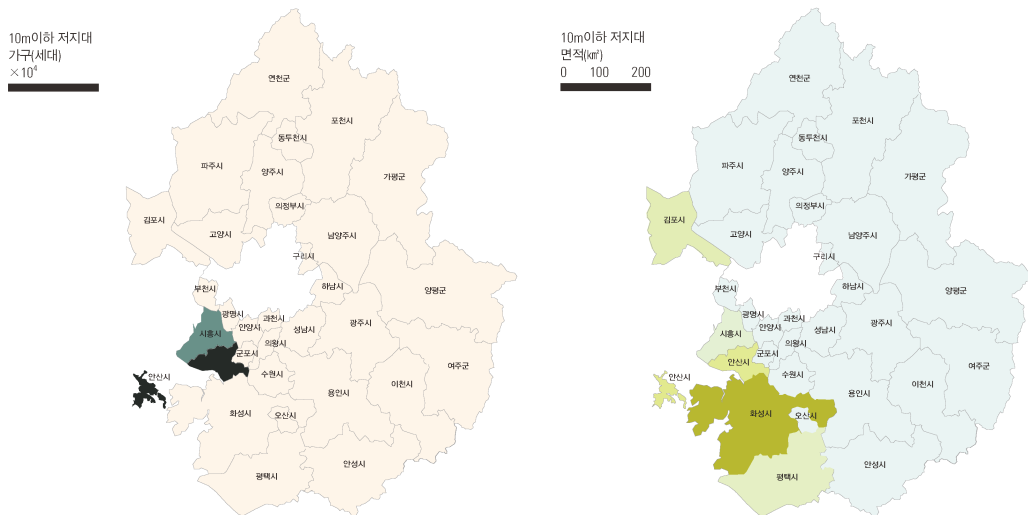 10m이하 저지대
가구(세대)
×10⁴
연천군
포천시
동두천시
파주시
양주시
가평군
의정부시
김포시
고양시
남양주시
구리시
하남시
양평군
부천시
광명시
과천시
시흥시
안양시
성남시
광주시
의왕시
군포시
여주군
안산시
수원시
이천시
용인시
화성시
오산시
안성시
평택시
10m이하 저지대
면적(㎢)
0 100 200
연천군
포천시
동두천시
파주시
양주시
가평군
의정부시
김포시
고양시
남양주시
구리시
하남시
양평군
부천시
광명시
과천시
시흥시
안양시
성남시
광주시
의왕시
군포시
안산시
여주군
안산시
수원시
이천시
용인시
화성시
오산시
안성시
평택시